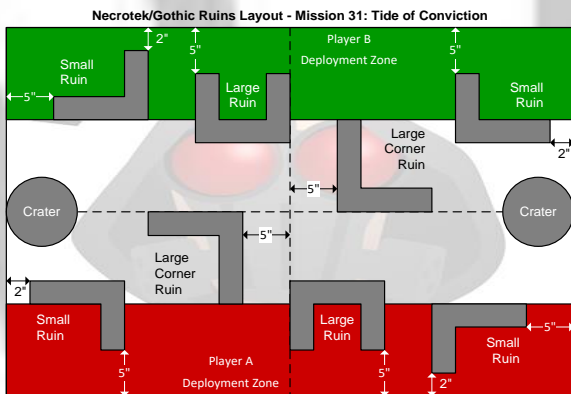 Necrotek/Gothic Ruins Layout - Mission 31: Tide of Conviction
2"
Player B
5"
5"
Small
Ruin
Deployment Zone
Large
Ruin
Small
Ruin
5"
Large
Corner
Ruin
2"
5"
Crater
Crater
5"
Large
Corner
Ruin
2"
Small
Ruin
Large
Ruin
5"
Small
Ruin
Player A
5"
5"
Deployment Zone
2"